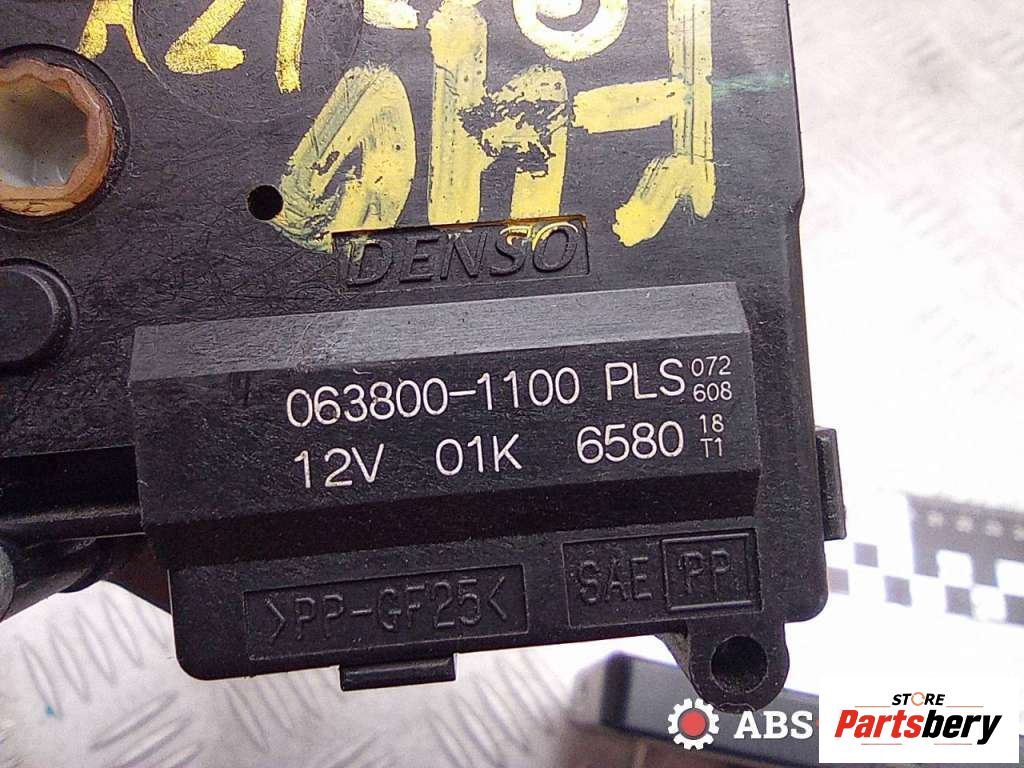 DENSO
063800-1100 PLS 072 608
12V 01K 6580 18 T1
>PP-GF25<
SAE PP
ABS
STORE
Partsbery